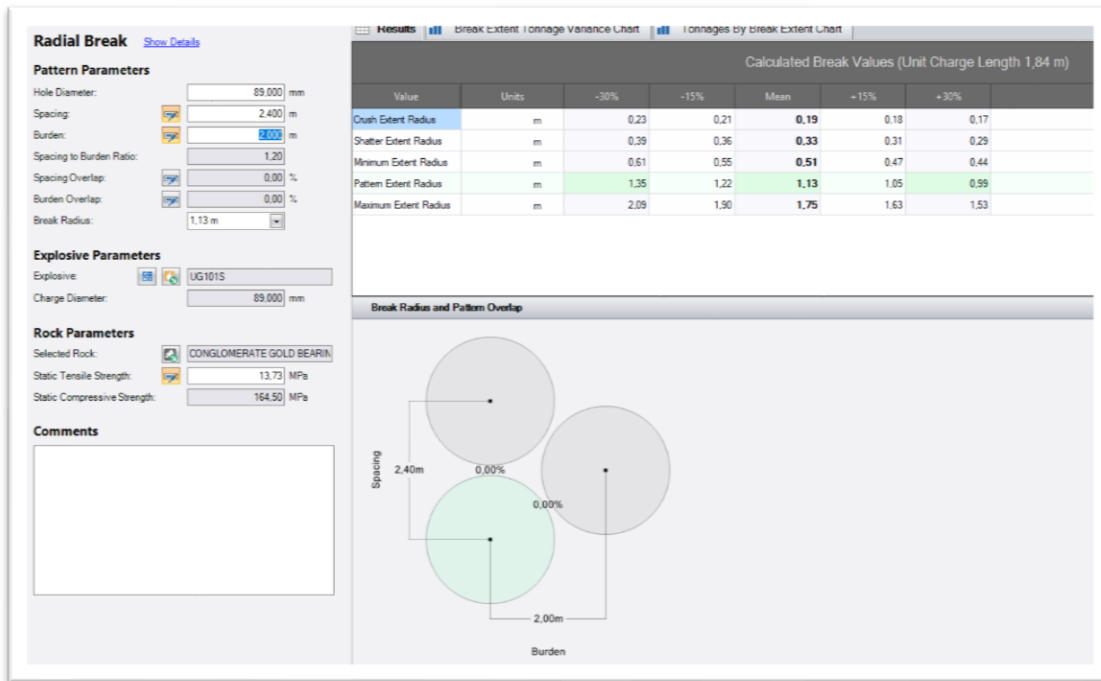 Radial Break Show Details
Pattern Parameters
Hole Diameter: 89,000 mm
Spacing: 2,400 m
Burden: 2,000 m
Spacing to Burden Ratio: 1,20
Spacing Overlap: 0,00 %
Burden Overlap: 0,00 %
Break Radius: 1,13 m
Explosive Parameters
Explosive: UG101S
Charge Diameter: 89,000 mm
Rock Parameters
Selected Rock: CONGLOMERATE GOLD BEARIN
Static Tensile Strength: 13,73 MPa
Static Compressive Strength: 164,50 MPa
Comments
Results Break Extent Tonnage Variance Chart Tonnages By Break Extent Chart
Calculated Break Values (Unit Charge Length 1,84 m)
Value Units -30% -15% Mean +15% +30%
Crush Extent Radius m 0,23 0,21 0,19 0,18 0,17
Shatter Extent Radius m 0,39 0,36 0,33 0,31 0,29
Minimum Extent Radius m 0,61 0,55 0,51 0,47 0,44
Pattern Extent Radius m 1,35 1,22 1,13 1,05 0,99
Maximum Extent Radius m 2,09 1,90 1,75 1,63 1,53
Break Radius and Pattern Overlap
Spacing
2,40m
0,00%
0,00%
2,00m
Burden